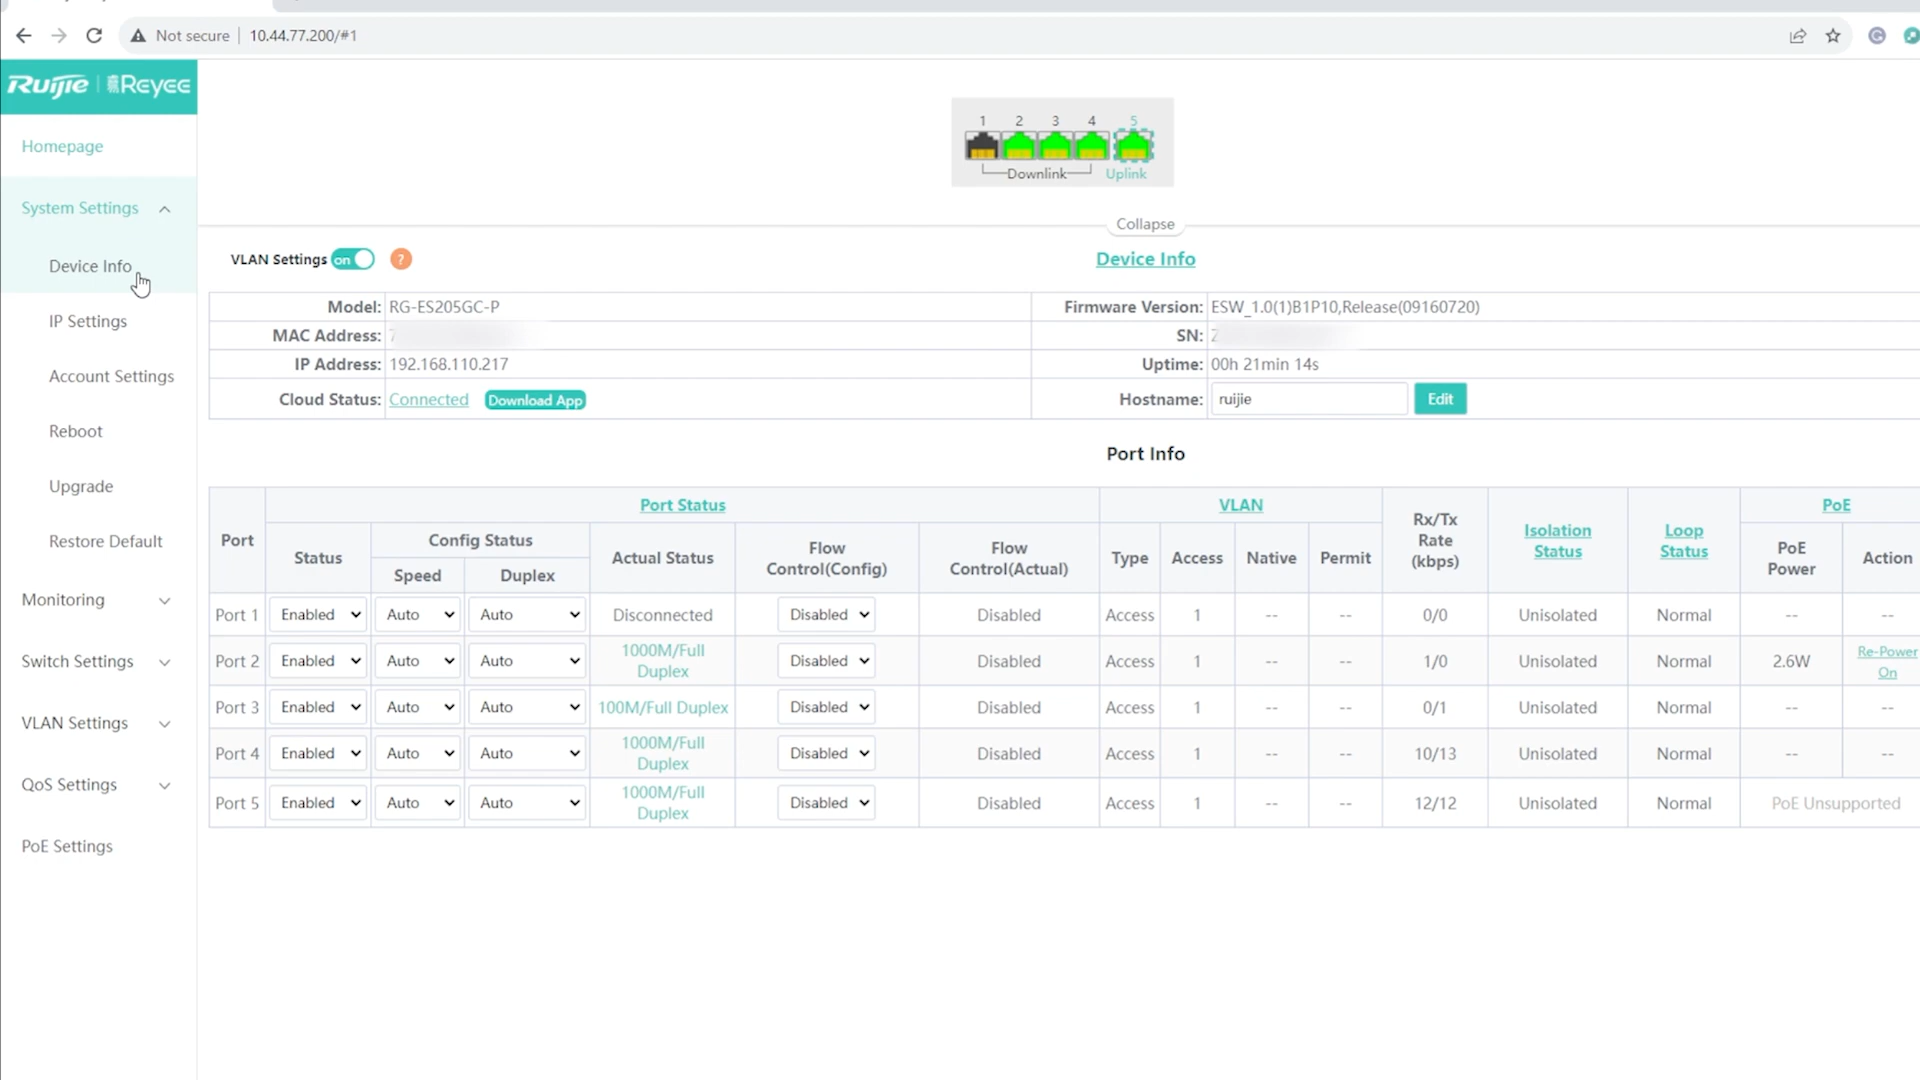 Not secure 10.44.77.200/#1
Ruijie 睿易Reyee
Homepage
System Settings
Device Info
IP Settings
Account Settings
Reboot
Upgrade
Restore Default
Monitoring
Switch Settings
VLAN Settings
QoS Settings
PoE Settings
1 2 3 4 5
Downlink Uplink
Collapse
VLAN Settings on ?
Device Info
Model: RG-ES205GC-P Firmware Version: ESW_1.0(1)B1P10,Release(09160720)
MAC Address: SN:
IP Address: 192.168.110.217 Uptime: 00h 21min 14s
Cloud Status: Connected Download App Hostname: ruijie Edit
Port Info
Port Status VLAN PoE
Port Status Config Status Speed Duplex Actual Status Flow Control(Config) Flow Control(Actual) Type Access Native Permit Rx/Tx Rate (kbps) Isolation Status Loop Status PoE Power Action
Port 1 Enabled Auto Auto Disconnected Disabled Disabled Access 1 -- -- 0/0 Unisolated Normal -- --
Port 2 Enabled Auto Auto 1000M/Full Duplex Disabled Disabled Access 1 -- -- 1/0 Unisolated Normal 2.6W Re-Power On
Port 3 Enabled Auto Auto 100M/Full Duplex Disabled Disabled Access 1 -- -- 0/1 Unisolated Normal -- --
Port 4 Enabled Auto Auto 1000M/Full Duplex Disabled Disabled Access 1 -- -- 10/13 Unisolated Normal -- --
Port 5 Enabled Auto Auto 1000M/Full Duplex Disabled Disabled Access 1 -- -- 12/12 Unisolated Normal PoE Unsupported